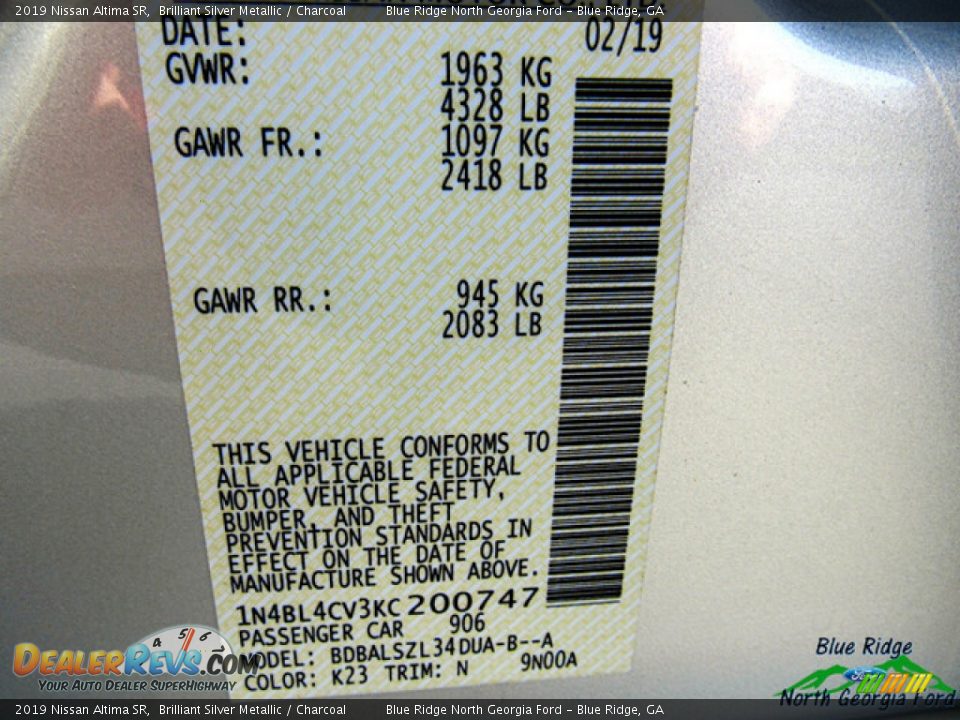 2019 Nissan Altima SR, Brilliant Silver Metallic / Charcoal Blue Ridge North Georgia Ford - Blue Ridge, GA
DATE: 02/19
GVWR: 1963 KG
4328 LB
GAWR FR.: 1097 KG
2418 LB
GAWR RR.: 945 KG
2083 LB
THIS VEHICLE CONFORMS TO
ALL APPLICABLE FEDERAL
MOTOR VEHICLE SAFETY,
BUMPER, AND THEFT
PREVENTION STANDARDS IN
EFFECT ON THE DATE OF
MANUFACTURE SHOWN ABOVE.
1N4BL4CV3KC200747
PASSENGER CAR 906
MODEL: BDBALSZL34DUA-B--A
COLOR: K23 TRIM: N 9N00A
4 5 6
DEALERREVS.COM
YOUR AUTO DEALER SUPERHIGHWAY
Blue Ridge
Ford
North Georgia Ford
2019 Nissan Altima SR, Brilliant Silver Metallic / Charcoal Blue Ridge North Georgia Ford - Blue Ridge, GA